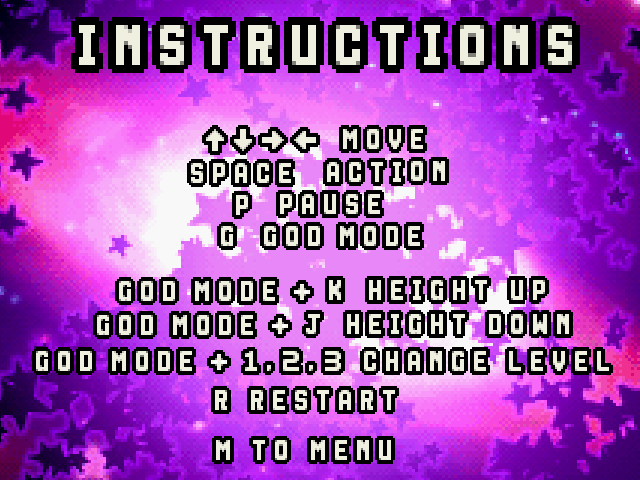 INSTRUCTIONS
↑↓→← MOVE
SPACE ACTION
P PAUSE
G GOD MODE
GOD MODE + K HEIGHT UP
GOD MODE + J HEIGHT DOWN
GOD MODE + 1,2,3 CHANGE LEVEL
R RESTART
M TO MENU